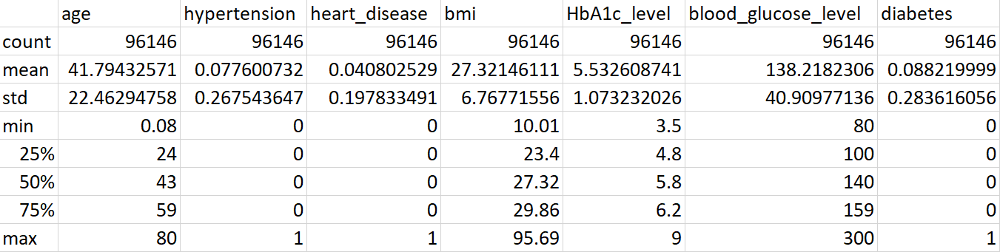 age hypertension heart_disease bmi HbA1c_level blood_glucose_level diabetes
count 96146 96146 96146 96146 96146 96146 96146
mean 41.79432571 0.077600732 0.040802529 27.32146111 5.532608741 138.2182306 0.088219999
std 22.46294758 0.267543647 0.197833491 6.76771556 1.073232026 40.90977136 0.283616056
min 0.08 0 0 10.01 3.5 80 0
25% 24 0 0 23.4 4.8 100 0
50% 43 0 0 27.32 5.8 140 0
75% 59 0 0 29.86 6.2 159 0
max 80 1 1 95.69 9 300 1